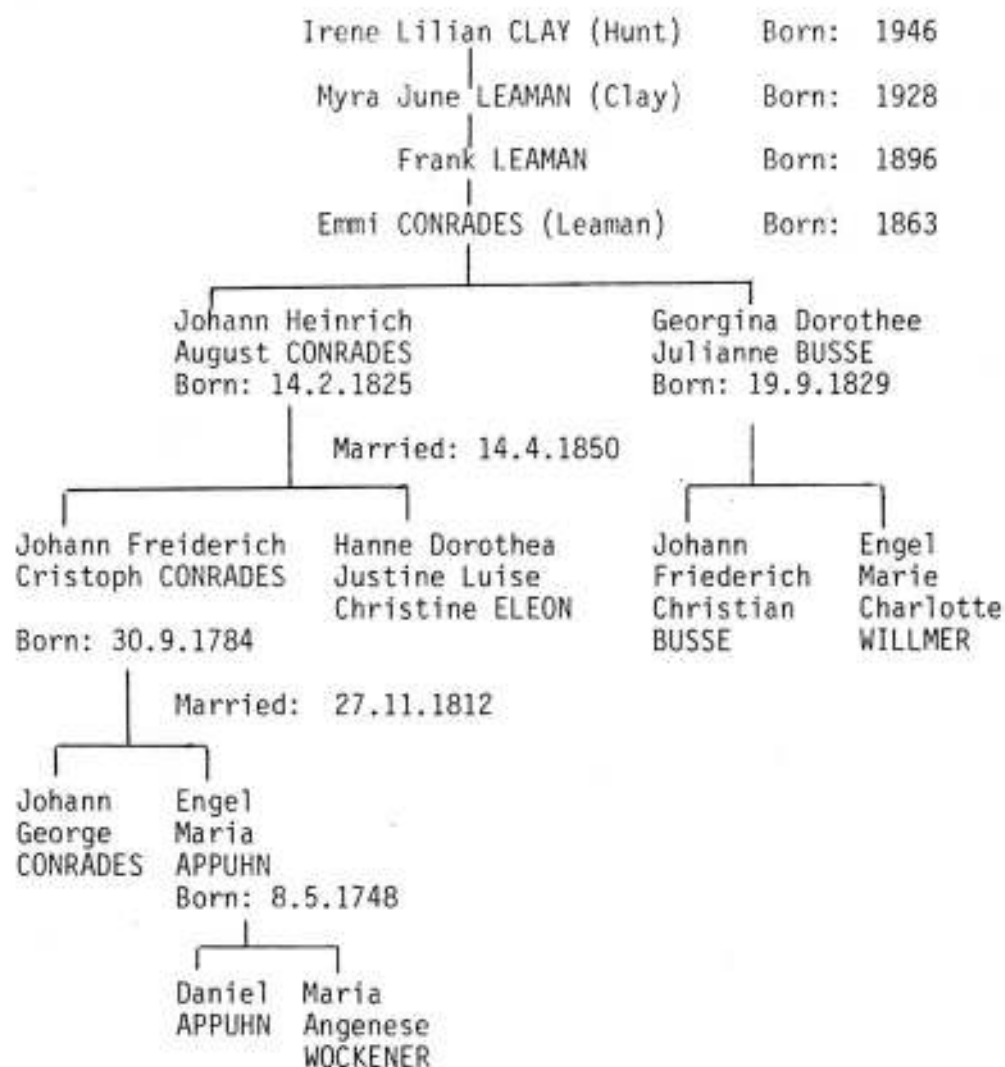 Irene Lilian CLAY (Hunt) Born: 1946
Myra June LEAMAN (Clay) Born: 1928
Frank LEAMAN Born: 1896
Emmi CONRADES (Leaman) Born: 1863
Johann Heinrich
August CONRADES
Born: 14.2.1825
Georgina Dorothee
Julianne BUSSE
Born: 19.9.1829
Married: 14.4.1850
Johann Freiderich
Cristoph CONRADES
Born: 30.9.1784
Hanne Dorothea
Justine Luise
Christine ELEON
Johann
Friederich
Christian
BUSSE
Engel
Marie
Charlotte
WILLMER
Married: 27.11.1812
Johann
George
CONRADES
Engel
Maria
APPUHN
Born: 8.5.1748
Daniel
APPUHN
Maria
Angenese
WOCKENER